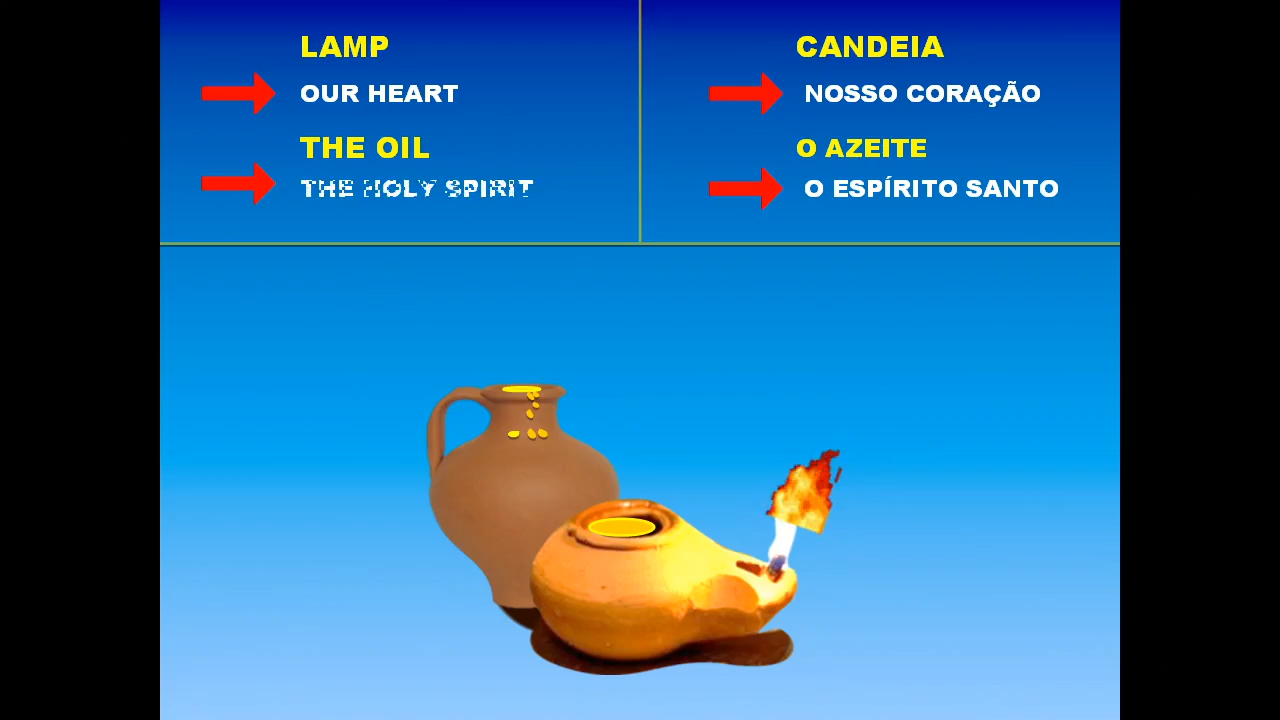 LAMP
OUR HEART
THE OIL
THE HOLY SPIRIT
CANDEIA
NOSSO CORAÇÃO
O AZEITE
O ESPÍRITO SANTO